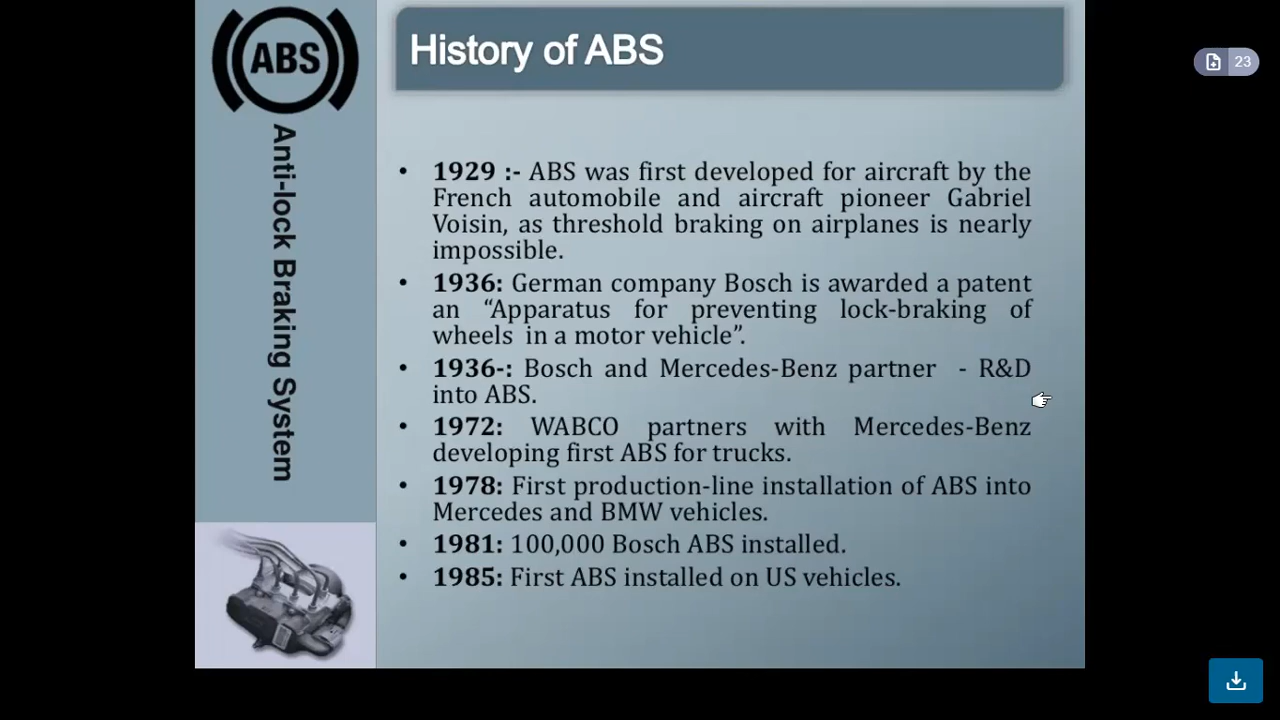 ABS
Anti-lock Braking System
History of ABS
23
• 1929 :- ABS was first developed for aircraft by the
French automobile and aircraft pioneer Gabriel
Voisin, as threshold braking on airplanes is nearly
impossible.
• 1936: German company Bosch is awarded a patent
an “Apparatus for preventing lock-braking of
wheels in a motor vehicle”.
• 1936-: Bosch and Mercedes-Benz partner - R&D
into ABS.
• 1972: WABCO partners with Mercedes-Benz
developing first ABS for trucks.
• 1978: First production-line installation of ABS into
Mercedes and BMW vehicles.
• 1981: 100,000 Bosch ABS installed.
• 1985: First ABS installed on US vehicles.